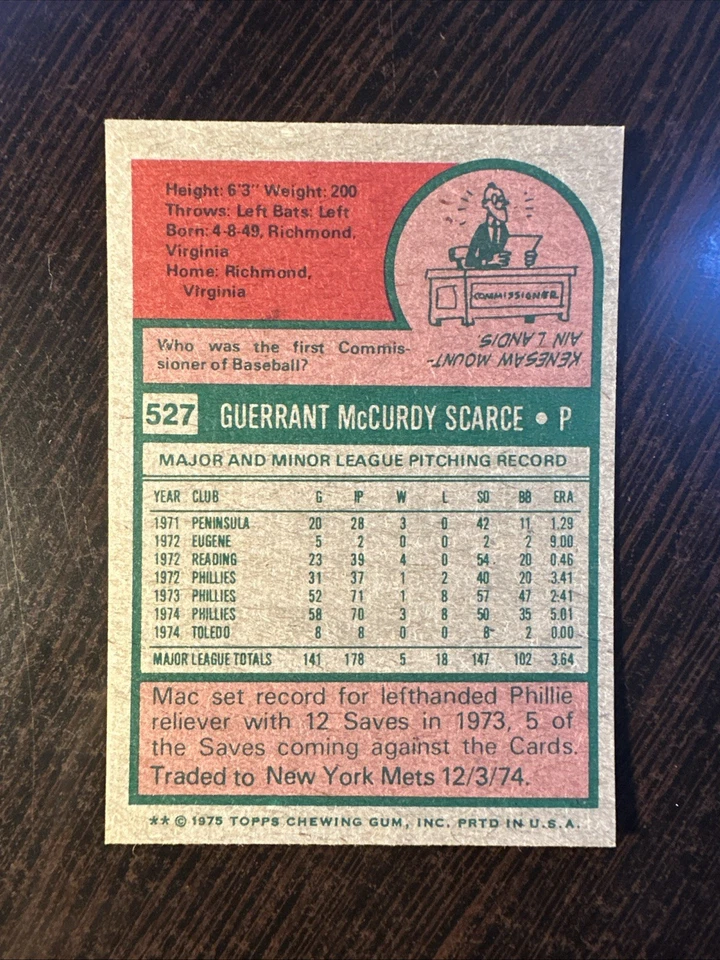 Height: 6'3" Weight: 200
Throws: Left Bats: Left
Born: 4-8-49, Richmond,
Virginia
Home: Richmond,
Virginia
COMMISSIONER
KENESAW MOUNT-
AIN LANDIS.
Who was the first Commis-
sioner of Baseball?
527 GUERRANT McCURDY SCARCE • P
MAJOR AND MINOR LEAGUE PITCHING RECORD
YEAR CLUB G IP W L SO BB ERA
1971 PENINSULA 20 28 3 0 42 11 1.29
1972 EUGENE 5 2 0 0 2 2 9.00
1972 READING 23 39 4 0 54 20 0.46
1972 PHILLIES 31 37 1 2 40 20 3.41
1973 PHILLIES 52 71 1 8 57 47 2.41
1974 PHILLIES 58 70 3 8 50 35 5.01
1974 TOLEDO 8 8 0 0 8 2 0.00
MAJOR LEAGUE TOTALS 141 178 5 18 147 102 3.64
Mac set record for lefthanded Phillie
reliever with 12 Saves in 1973, 5 of
the Saves coming against the Cards.
Traded to New York Mets 12/3/74.
** © 1975 TOPPS CHEWING GUM, INC. PRTD IN U.S.A.